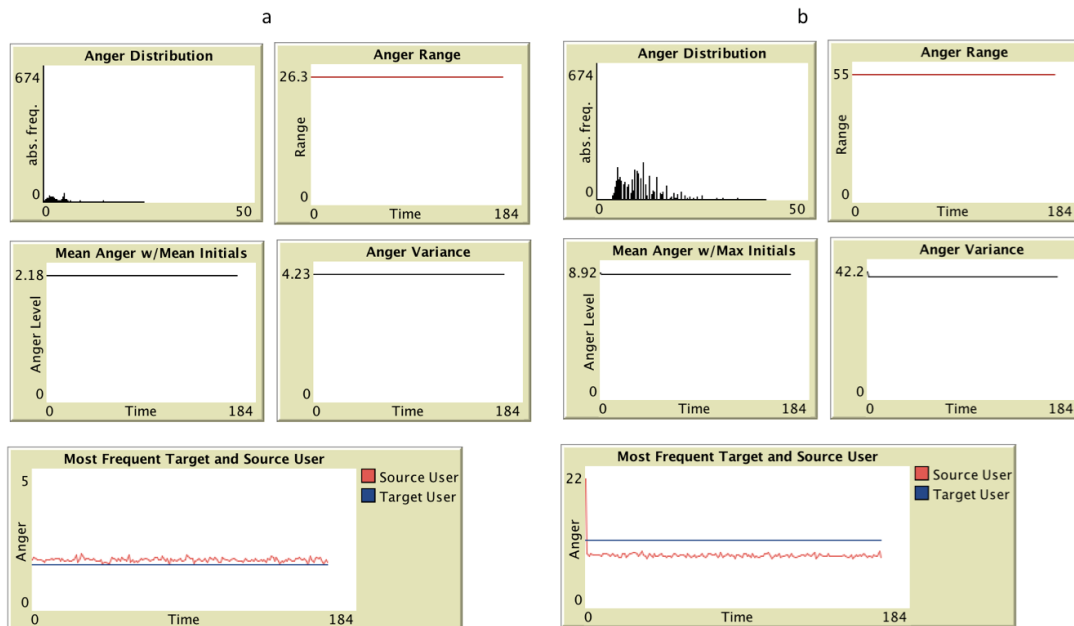 a
Anger Distribution
674
abs. freq.
0
0
50
Anger Range
26.3
Range
0
0
Time
184
Mean Anger w/Mean Initials
2.18
Anger Level
0
0
Time
184
Anger Variance
4.23
0
0
Time
184
Most Frequent Target and Source User
5
Anger
0
0
Time
184
Source User
Target User
b
Anger Distribution
674
abs. freq.
0
0
50
Anger Range
55
Range
0
0
Time
184
Mean Anger w/Max Initials
8.92
Anger Level
0
0
Time
184
Anger Variance
42.2
0
0
Time
184
Most Frequent Target and Source User
22
Anger
0
0
Time
184
Source User
Target User